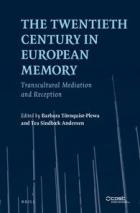 THE TWENTIETH
CENTURY IN
EUROPEAN
MEMORY
Transcultural Mediation
and Reception
Edited by Barbara Törnquist-Plewa
and Tea Sindbæk Andersen
BRILL
cost